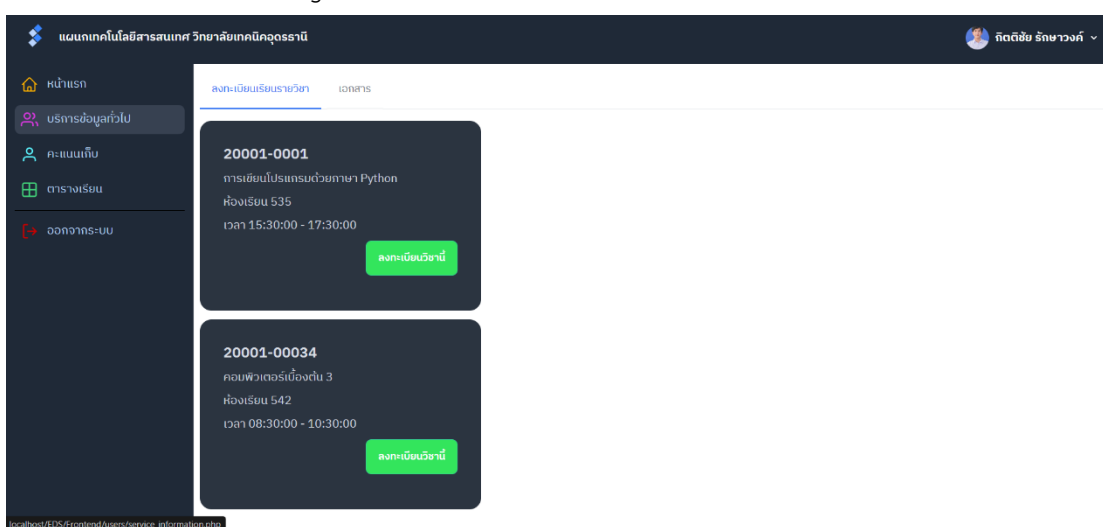 แผนกเทคโนโลยีสารสนเทศ วิทยาลัยเทคนิคอุดรธานี
กิตติชัย รักษาวงค์
หน้าแรก
บริการข้อมูลทั่วไป
คะแนนเก็บ
ตารางเรียน
ออกจากระบบ
ลงทะเบียนเรียนรายวิชา
เอกสาร
20001-0001
การเขียนโปรแกรมด้วยภาษา Python
ห้องเรียน 535
เวลา 15:30:00 - 17:30:00
ลงทะเบียนวิชานี้
20001-00034
คอมพิวเตอร์เบื้องต้น 3
ห้องเรียน 542
เวลา 08:30:00 - 10:30:00
ลงทะเบียนวิชานี้
localhost/EDS/Frontend/users/service_information.php